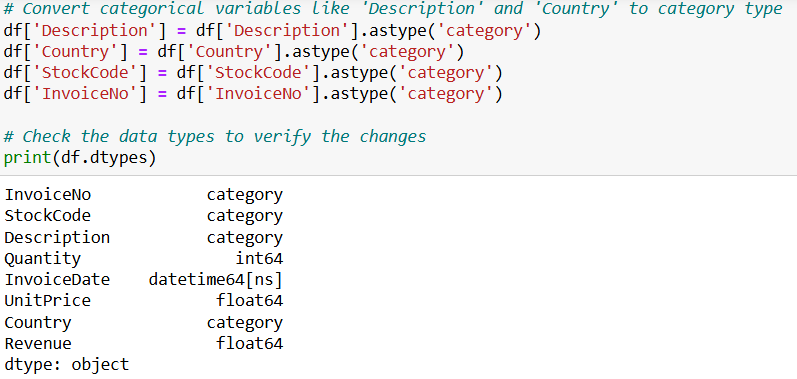 # Convert categorical variables like 'Description' and 'Country' to category type
df['Description'] = df['Description'].astype('category')
df['Country'] = df['Country'].astype('category')
df['StockCode'] = df['StockCode'].astype('category')
df['InvoiceNo'] = df['InvoiceNo'].astype('category')

# Check the data types to verify the changes
print(df.dtypes)

InvoiceNo              category
StockCode              category
Description            category
Quantity                  int64
InvoiceDate      datetime64[ns]
UnitPrice               float64
Country                category
Revenue                 float64
dtype: object